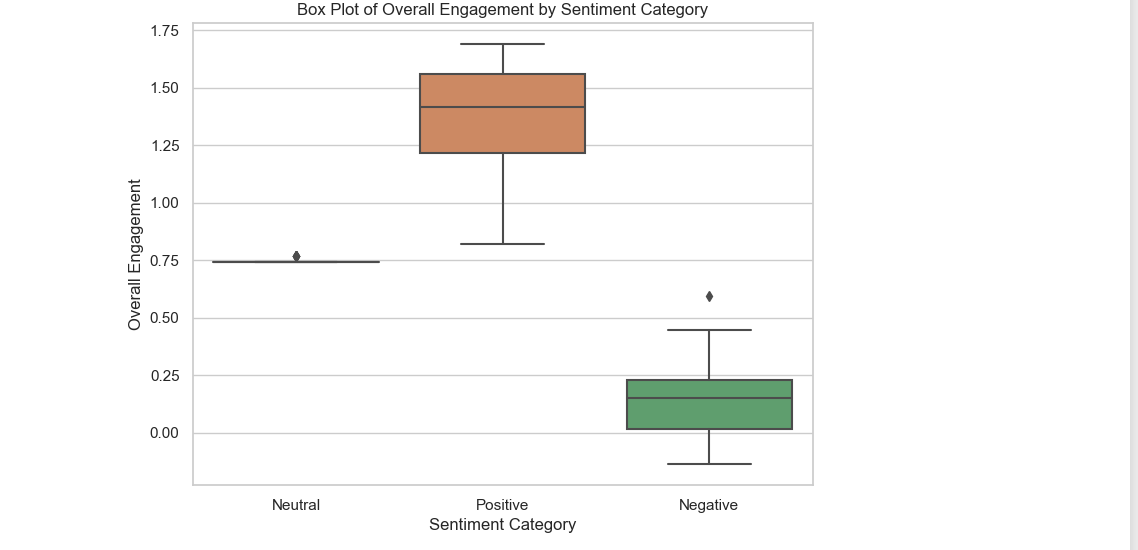 Box Plot of Overall Engagement by Sentiment Category
1.75
1.50
1.25
1.00
0.75
0.50
0.25
0.00
Overall Engagement
Neutral Positive Negative
Sentiment Category